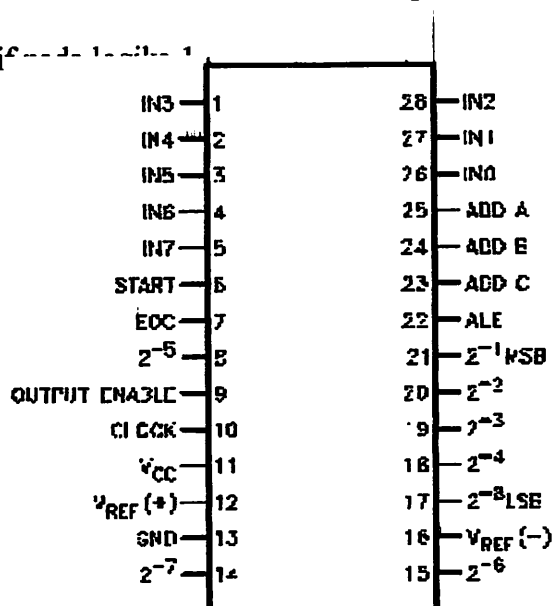 IN3 1 28 IN2
IN4 2 27 IN1
IN5 3 26 IN0
IN6 4 25 ADD A
IN7 5 24 ADD B
START 6 23 ADD C
EOC 7 22 ALE
2⁻⁵ 8 21 2⁻¹ MSB
OUTPUT ENABLE 9 20 2⁻²
CLOCK 10 19 2⁻³
VCC 11 18 2⁻⁴
VREF(+) 12 17 2⁻⁸ LSB
GND 13 16 VREF(−)
2⁻⁷ 14 15 2⁻⁶